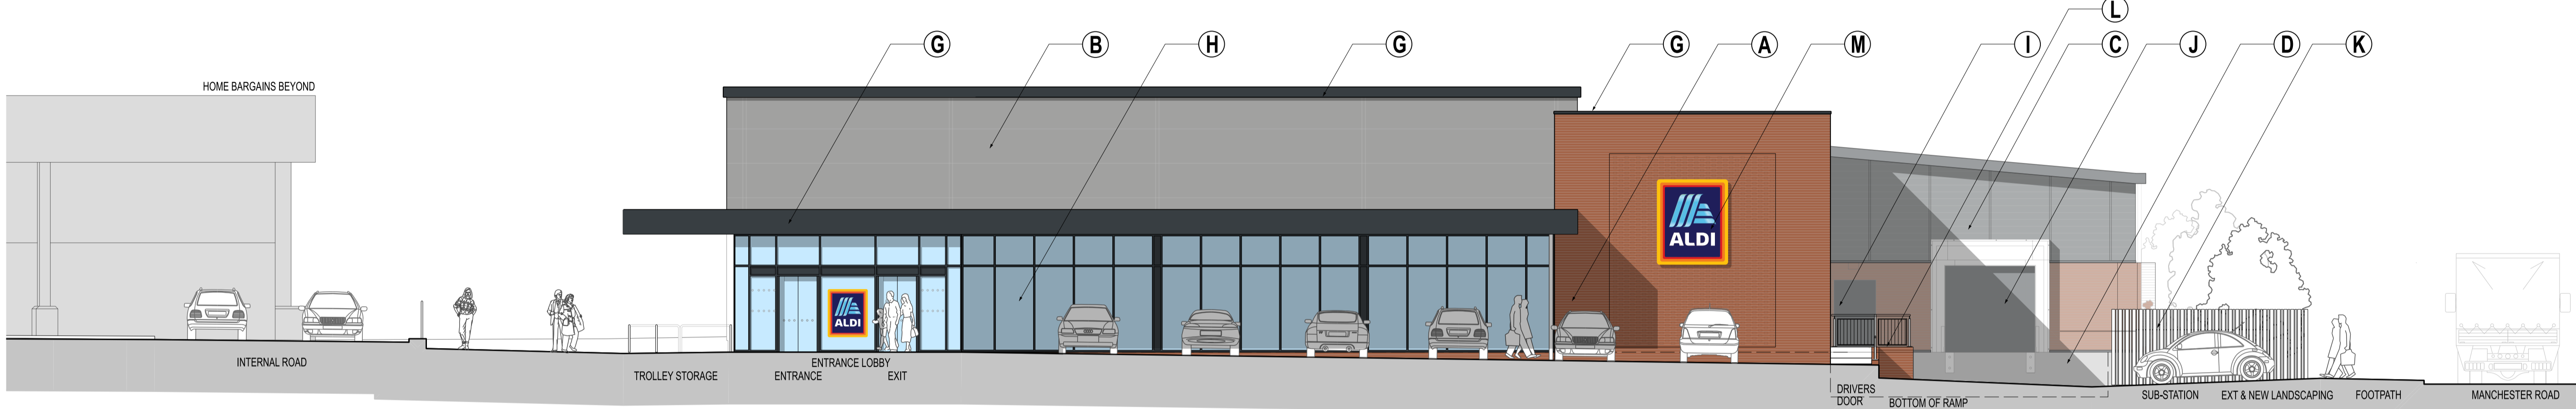 L
G B H G G A M I C J D K
HOME BARGAINS BEYOND
ALDI
ALDI
INTERNAL ROAD
TROLLEY STORAGE
ENTRANCE LOBBY
ENTRANCE
EXIT
DRIVERS
DOOR
BOTTOM OF RAMP
SUB-STATION
EXT & NEW LANDSCAPING
FOOTPATH
MANCHESTER ROAD